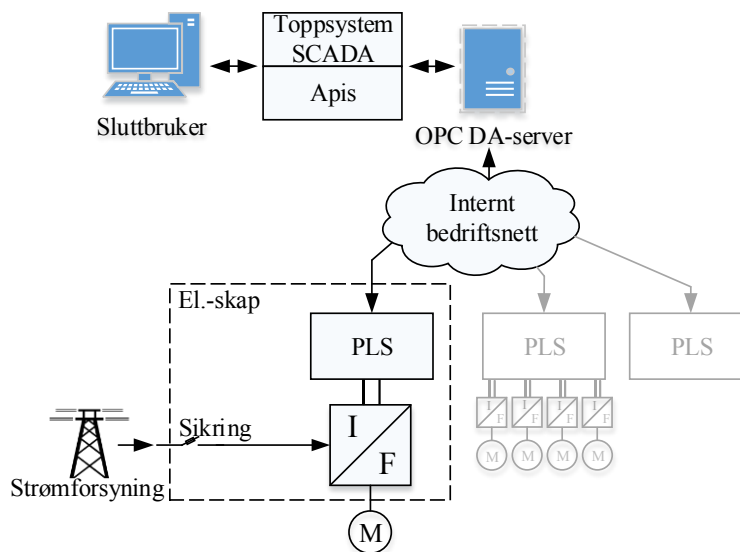 Toppsystem
SCADA
Apis
Sluttbruker
OPC DA-server
Internt
bedriftsnett
El.-skap
PLS
PLS
PLS
I
F
I
F
I
F
I
F
I
F
Sikring
M
M
M
M
Strømforsyning
M